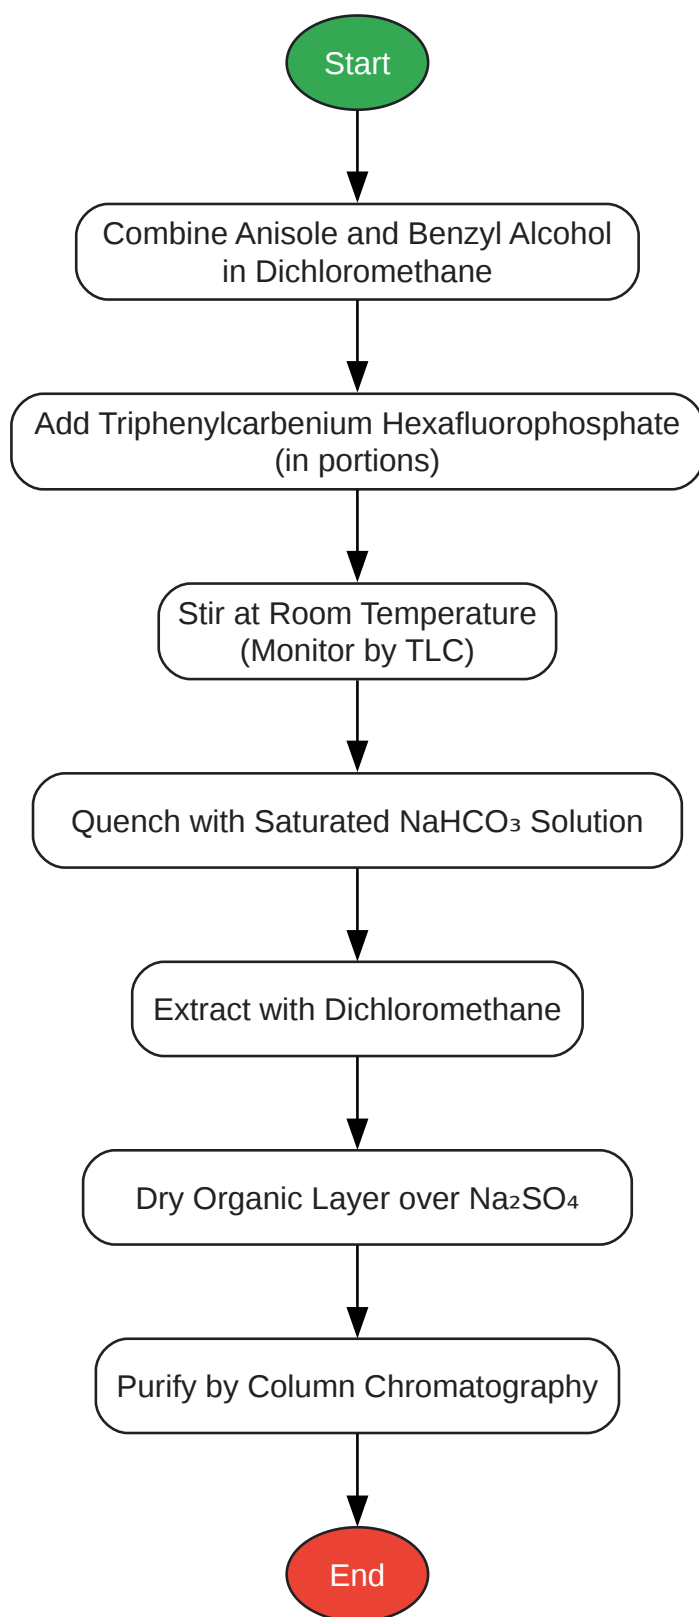 Start
Combine Anisole and Benzyl Alcohol
in Dichloromethane
Add Triphenylcarbenium Hexafluorophosphate
(in portions)
Stir at Room Temperature
(Monitor by TLC)
Quench with Saturated NaHCO₃ Solution
Extract with Dichloromethane
Dry Organic Layer over Na₂SO₄
Purify by Column Chromatography
End